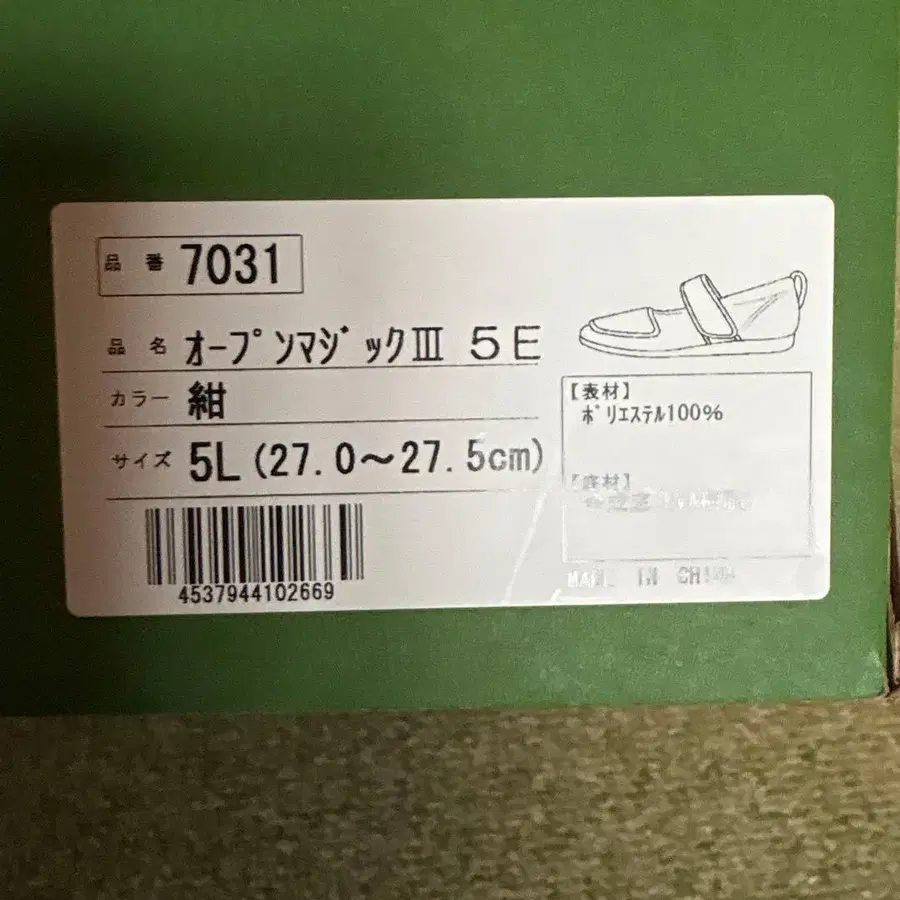 品 番 7031
品 名 ｵｰﾌﾟﾝﾏｼﾞｯｸⅢ ５Ｅ
カラー 紺
サイズ 5L(27.0～27.5cm)
4537944102669
【表材】
ﾎﾟﾘｴｽﾃﾙ100%
【底材】
MADE IN CHINA